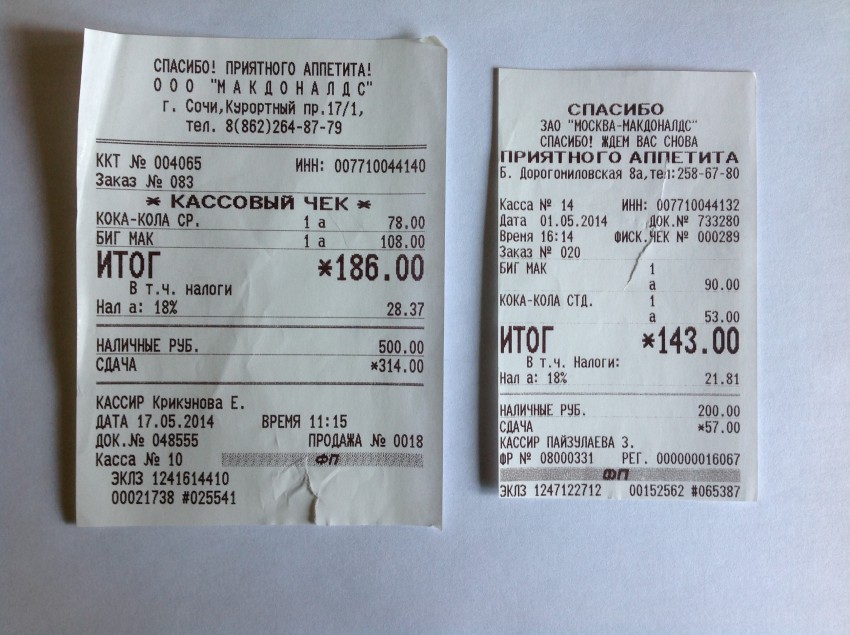 СПАСИБО! ПРИЯТНОГО АППЕТИТА!
ООО "МАКДОНАЛДС"
г. Сочи,Курортный пр.17/1,
тел. 8(862)264-87-79
ККТ № 004065 ИНН: 007710044140
Заказ № 083
* КАССОВЫЙ ЧЕК *
КОКА-КОЛА СР. 1 а 78.00
БИГ МАК 1 а 108.00
ИТОГ *186.00
В т.ч. налоги
Нал а: 18% 28.37
НАЛИЧНЫЕ РУБ. 500.00
СДАЧА *314.00
КАССИР Крикунова Е.
ДАТА 17.05.2014 ВРЕМЯ 11:15
ДОК.№ 048555 ПРОДАЖА № 0018
Касса № 10 ФП
ЭКЛЗ 1241614410
00021738 #025541
СПАСИБО
ЗАО "МОСКВА-МАКДОНАЛДС"
СПАСИБО! ЖДЕМ ВАС СНОВА
ПРИЯТНОГО АППЕТИТА
Б. Дорогомиловская 8а,тел:258-67-80
Касса № 14 ИНН: 007710044132
Дата 01.05.2014 ДОК.№ 733280
Время 16:14 ФИСК.ЧЕК № 000289
Заказ № 020
БИГ МАК 1
а 90.00
КОКА-КОЛА СТД. 1
а 53.00
ИТОГ *143.00
В т.ч. Налоги:
Нал а: 18% 21.81
НАЛИЧНЫЕ РУБ. 200.00
СДАЧА *57.00
КАССИР ПАЙЗУЛАЕВА З.
ФР № 08000331 РЕГ. 000000016067
ФП
ЭКЛЗ 1247122712 00152562 #065387